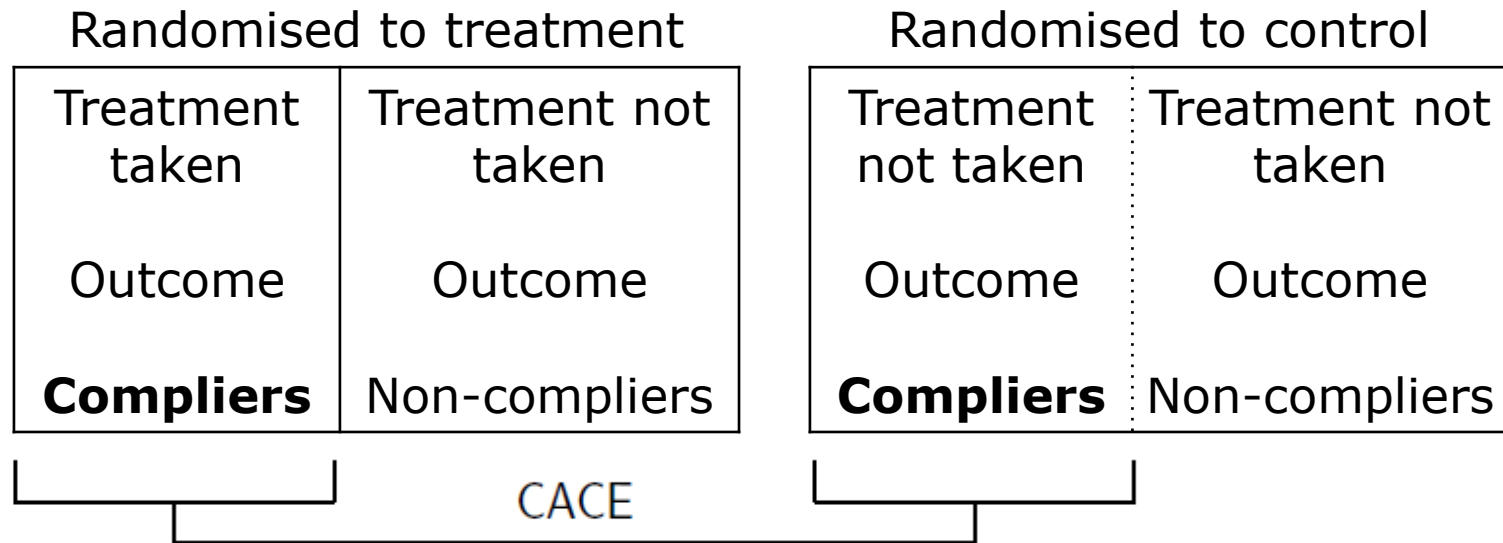 Randomised to treatment
Treatment
taken
Outcome
Compliers
Treatment not
taken
Outcome
Non-compliers
Randomised to control
Treatment
not taken
Outcome
Compliers
Treatment not
taken
Outcome
Non-compliers
CACE